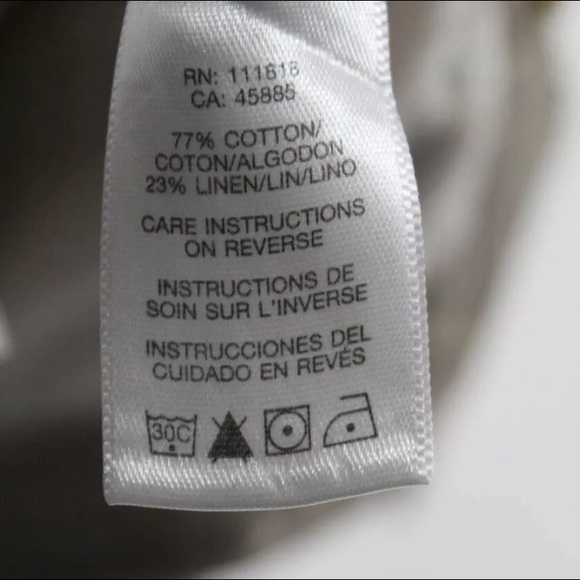 RN: 111818
CA: 45885
77% COTTON/
COTON/ALGODON
23% LINEN/LIN/LINO
CARE INSTRUCTIONS
ON REVERSE
INSTRUCTIONS DE
SOIN SUR L'INVERSE
INSTRUCCIONES DEL
CUIDADO EN REVÉS
30C